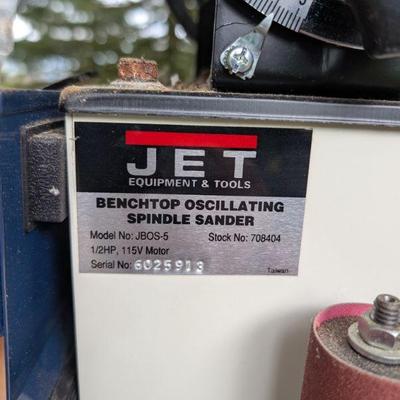 JET
EQUIPMENT & TOOLS
BENCHTOP OSCILLATING
SPINDLE SANDER
Model No: JBOS-5 Stock No: 708404
1/2HP, 115V Motor
Serial No: 6025913
Taiwan